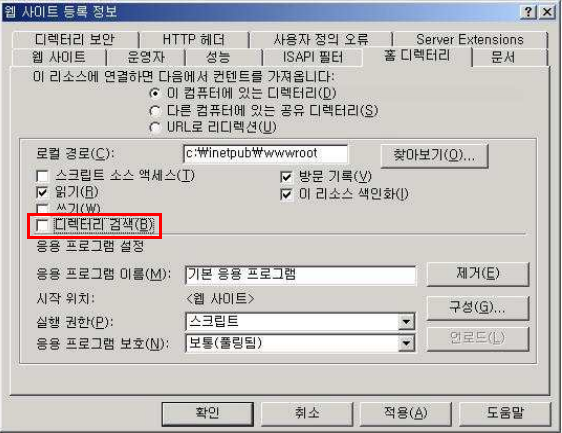 웹 사이트 등록 정보
디렉터리 보안 HTTP 헤더 사용자 정의 오류 Server Extensions
웹 사이트 운영자 성능 ISAPI 필터 홈 디렉터리 문서
이 리소스에 연결하면 다음에서 컨텐트를 가져옵니다:
이 컴퓨터에 있는 디렉터리(D)
다른 컴퓨터에 있는 공유 디렉터리(S)
URL로 리디렉션(U)
로컬 경로(C): c:₩inetpub₩wwwroot 찾아보기(O)...
스크립트 소스 액세스(T) 방문 기록(V)
읽기(R) 이 리소스 색인화(I)
쓰기(W)
디렉터리 검색(B)
응용 프로그램 설정
응용 프로그램 이름(M): 기본 응용 프로그램 제거(E)
시작 위치: <웹 사이트> 구성(G)...
실행 권한(P): 스크립트
응용 프로그램 보호(N): 보통(풀링됨) 언로드(L)
확인 취소 적용(A) 도움말